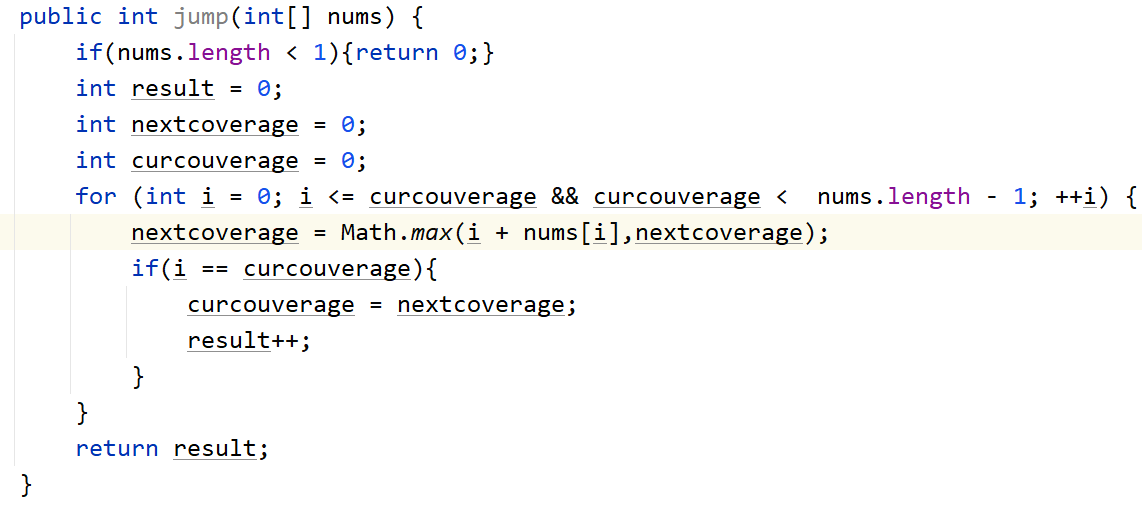 public int jump(int[] nums) {
    if(nums.length < 1){return 0;}
    int result = 0;
    int nextcoverage = 0;
    int curcouverage = 0;
    for (int i = 0; i <= curcouverage && curcouverage <  nums.length - 1; ++i) {
        nextcoverage = Math.max(i + nums[i],nextcoverage);
        if(i == curcouverage){
            curcouverage = nextcoverage;
            result++;
        }
    }
    return result;
}